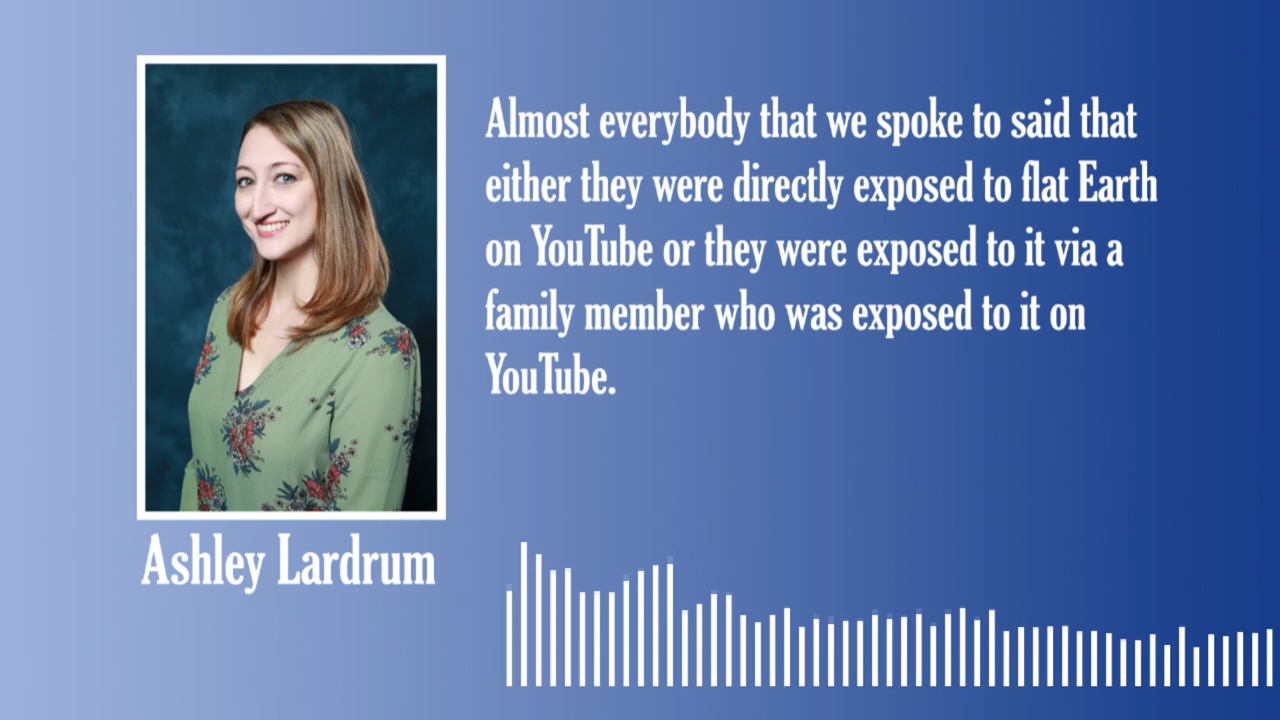 Almost everybody that we spoke to said that
either they were directly exposed to flat Earth
on YouTube or they were exposed to it via a
family member who was exposed to it on
YouTube.
Ashley Lardrum